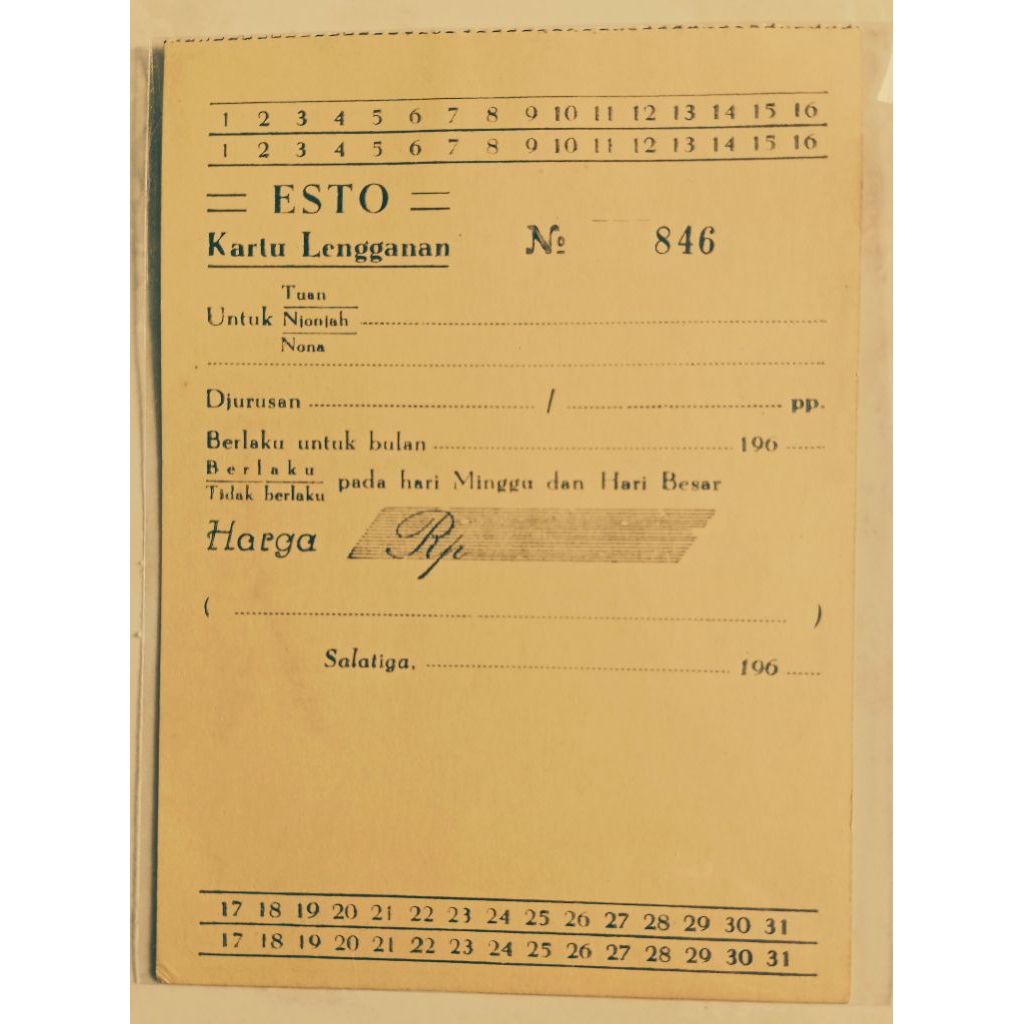 1 2 3 4 5 6 7 8 9 10 11 12 13 14 15 16
1 2 3 4 5 6 7 8 9 10 11 12 13 14 15 16
= ESTO =
Kartu Lengganan № 846
Tuan
Untuk Njonjah
Nona
Djurusan / pp.
Berlaku untuk bulan 196
Berlaku
Tidak berlaku pada hari Minggu dan Hari Besar
Harga Rp
( )
Salatiga, 196
17 18 19 20 21 22 23 24 25 26 27 28 29 30 31
17 18 19 20 21 22 23 24 25 26 27 28 29 30 31